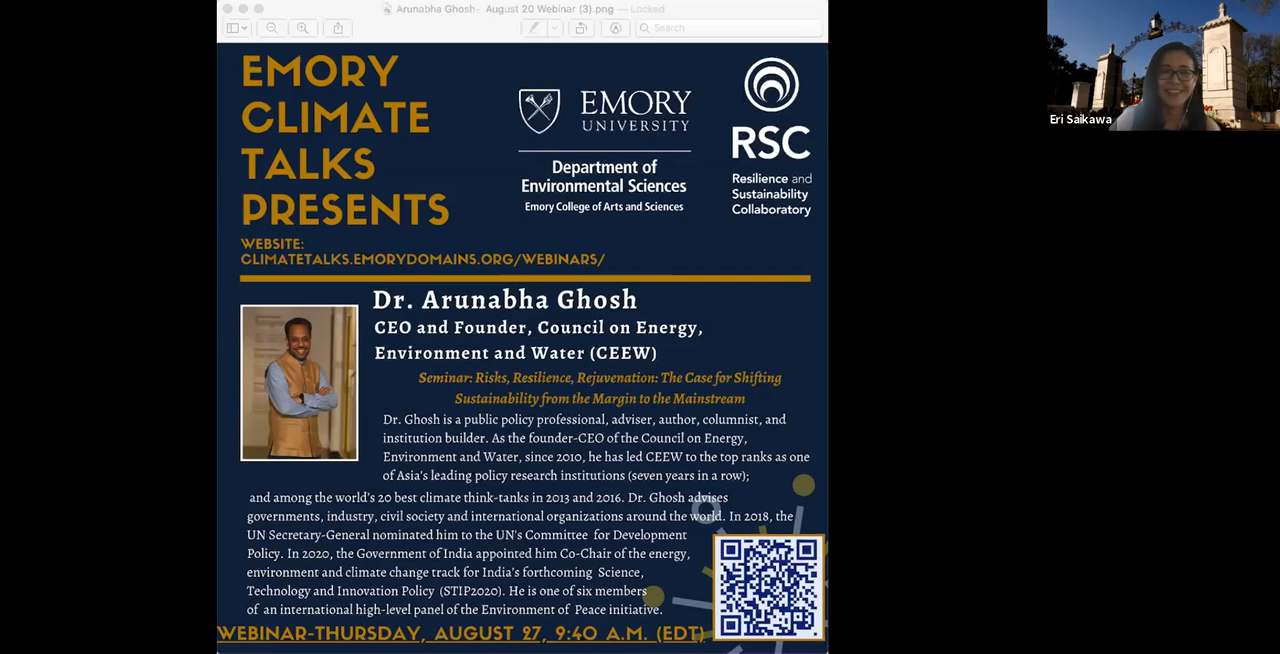 Arunabha Ghosh- August 20 Webinar (3).png — Locked
Search
EMORY
CLIMATE
TALKS
PRESENTS
WEBSITE:
CLIMATETALKS.EMORYDOMAINS.ORG/WEBINARS/
EMORY
UNIVERSITY
Department of
Environmental Sciences
Emory College of Arts and Sciences
RSC
Resilience and
Sustainability
Collaboratory
Eri Saikawa
Dr. Arunabha Ghosh
CEO and Founder, Council on Energy,
Environment and Water (CEEW)
Seminar: Risks, Resilience, Rejuvenation: The Case for Shifting
Sustainability from the Margin to the Mainstream
Dr. Ghosh is a public policy professional, adviser, author, columnist, and
institution builder. As the founder-CEO of the Council on Energy,
Environment and Water, since 2010, he has led CEEW to the top ranks as one
of Asia's leading policy research institutions (seven years in a row);
and among the world's 20 best climate think-tanks in 2013 and 2016. Dr. Ghosh advises
governments, industry, civil society and international organizations around the world. In 2018, the
UN Secretary-General nominated him to the UN's Committee for Development
Policy. In 2020, the Government of India appointed him Co-Chair of the energy,
environment and climate change track for India's forthcoming Science,
Technology and Innovation Policy (STIP2020). He is one of six members
of an international high-level panel of the Environment of Peace initiative.
WEBINAR-THURSDAY, AUGUST 27, 9:40 A.M. (EDT)